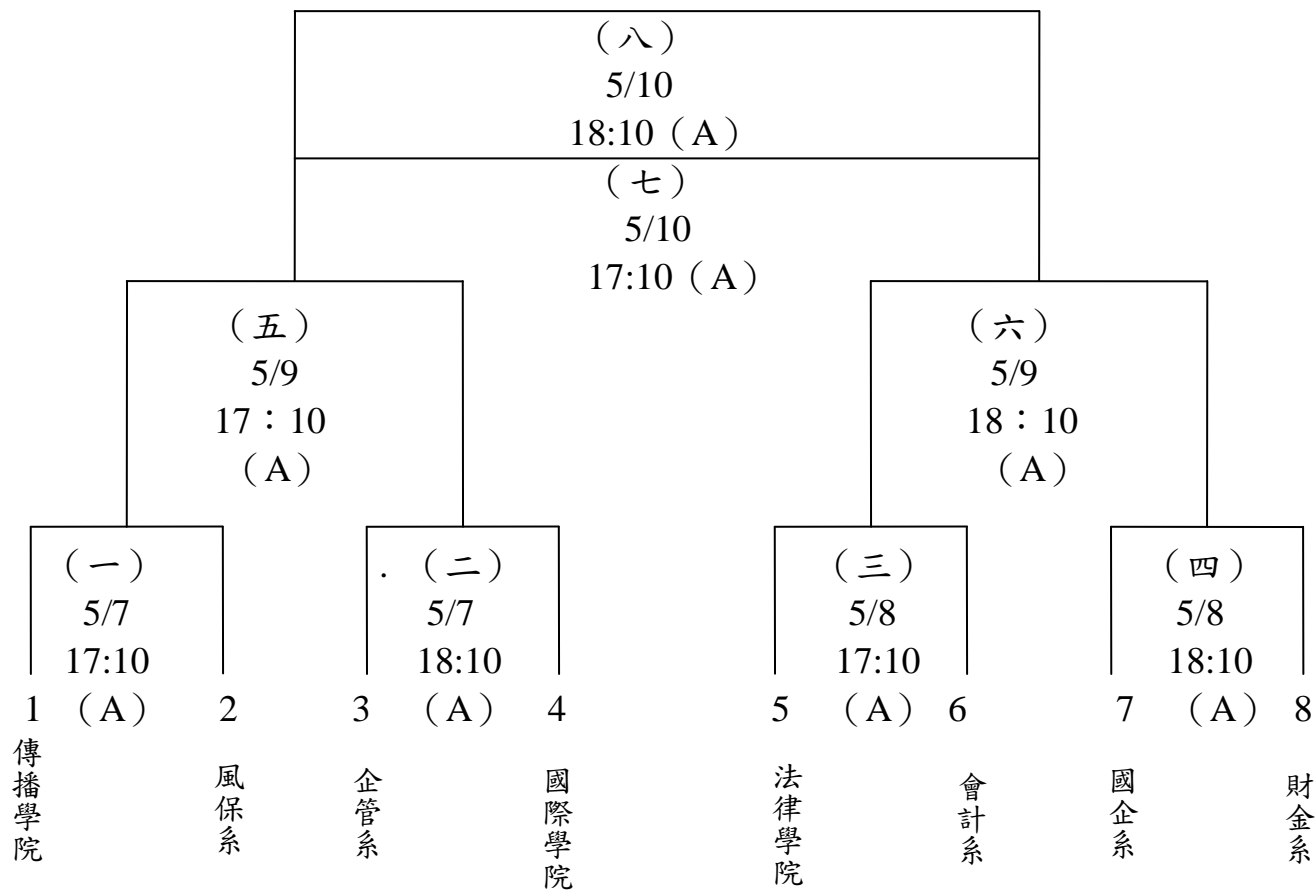 （八）
5/10
18:10（A）
（七）
5/10
17:10（A）
（五）
5/9
17：10
（A）
（六）
5/9
18：10
（A）
（一）
5/7
17:10
（A）
.（二）
5/7
18:10
（A）
（三）
5/8
17:10
（A）
（四）
5/8
18:10
（A）
1
傳播學院
2
風保系
3
企管系
4
國際學院
5
法律學院
6
會計系
7
國企系
8
財金系